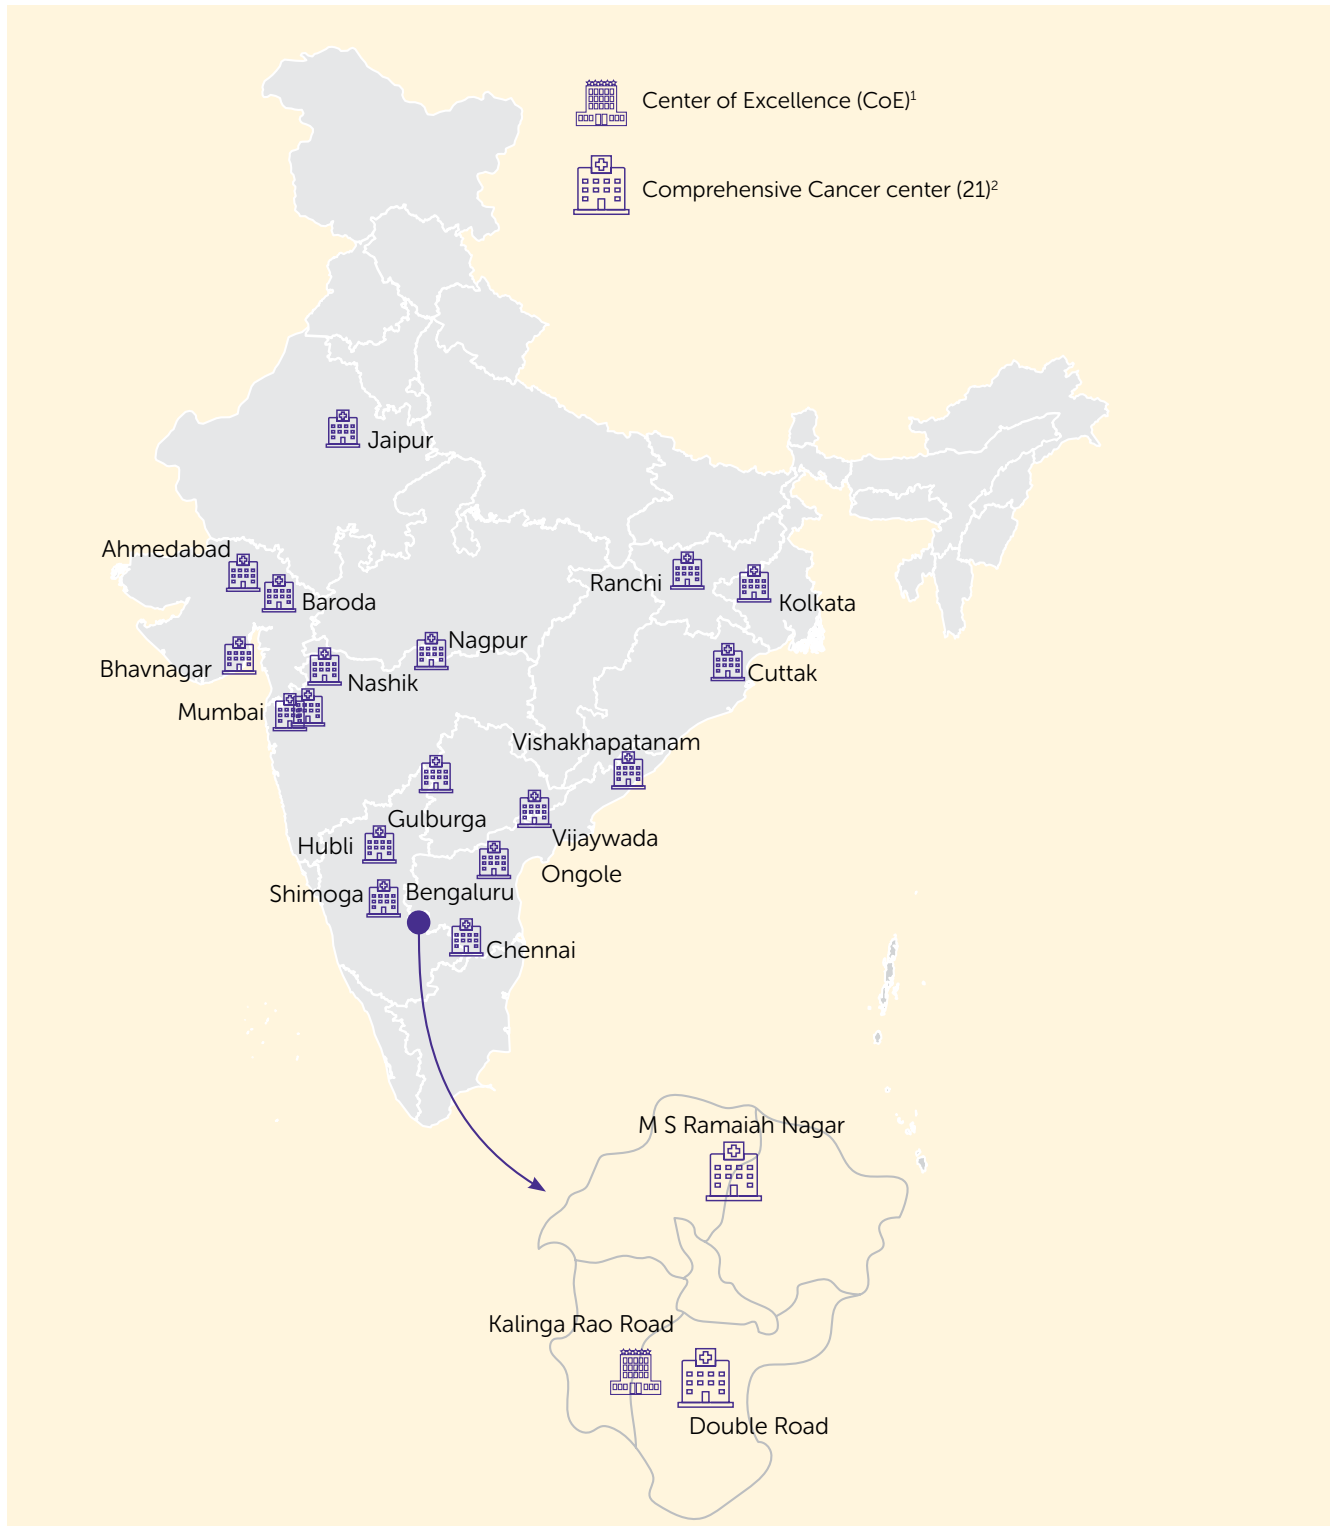 Center of Excellence (CoE)1
Comprehensive Cancer center (21)2
Jaipur
Ahmedabad
Baroda
Ranchi
Kolkata
Nagpur
Bhavnagar
Nashik
Cuttak
Mumbai
Vishakhapatanam
Gulburga
Vijaywada
Hubli
Ongole
Shimoga
Bengaluru
Chennai
M S Ramaiah Nagar
Kalinga Rao Road
Double Road